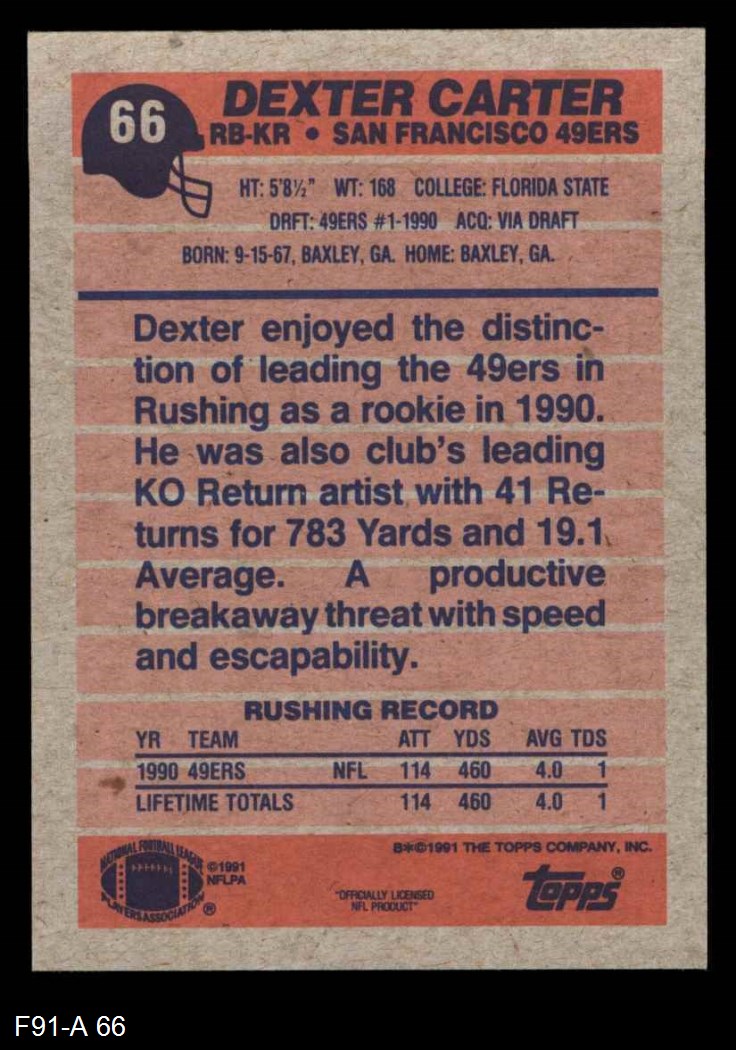 66
DEXTER CARTER
RB-KR • SAN FRANCISCO 49ERS
HT: 5'8½" WT: 168 COLLEGE: FLORIDA STATE
DRFT: 49ERS #1-1990 ACQ: VIA DRAFT
BORN: 9-15-67, BAXLEY, GA. HOME: BAXLEY, GA.
Dexter enjoyed the distinc-
tion of leading the 49ers in
Rushing as a rookie in 1990.
He was also club's leading
KO Return artist with 41 Re-
turns for 783 Yards and 19.1
Average. A productive
breakaway threat with speed
and escapability.
RUSHING RECORD
YR TEAM ATT YDS AVG TDS
1990 49ERS NFL 114 460 4.0 1
LIFETIME TOTALS 114 460 4.0 1
NATIONAL FOOTBALL LEAGUE
PLAYERS ASSOCIATION ®
©1991
NFLPA
"OFFICIALLY LICENSED
NFL PRODUCT"
B*©1991 THE TOPPS COMPANY, INC.
topps®
F91-A 66